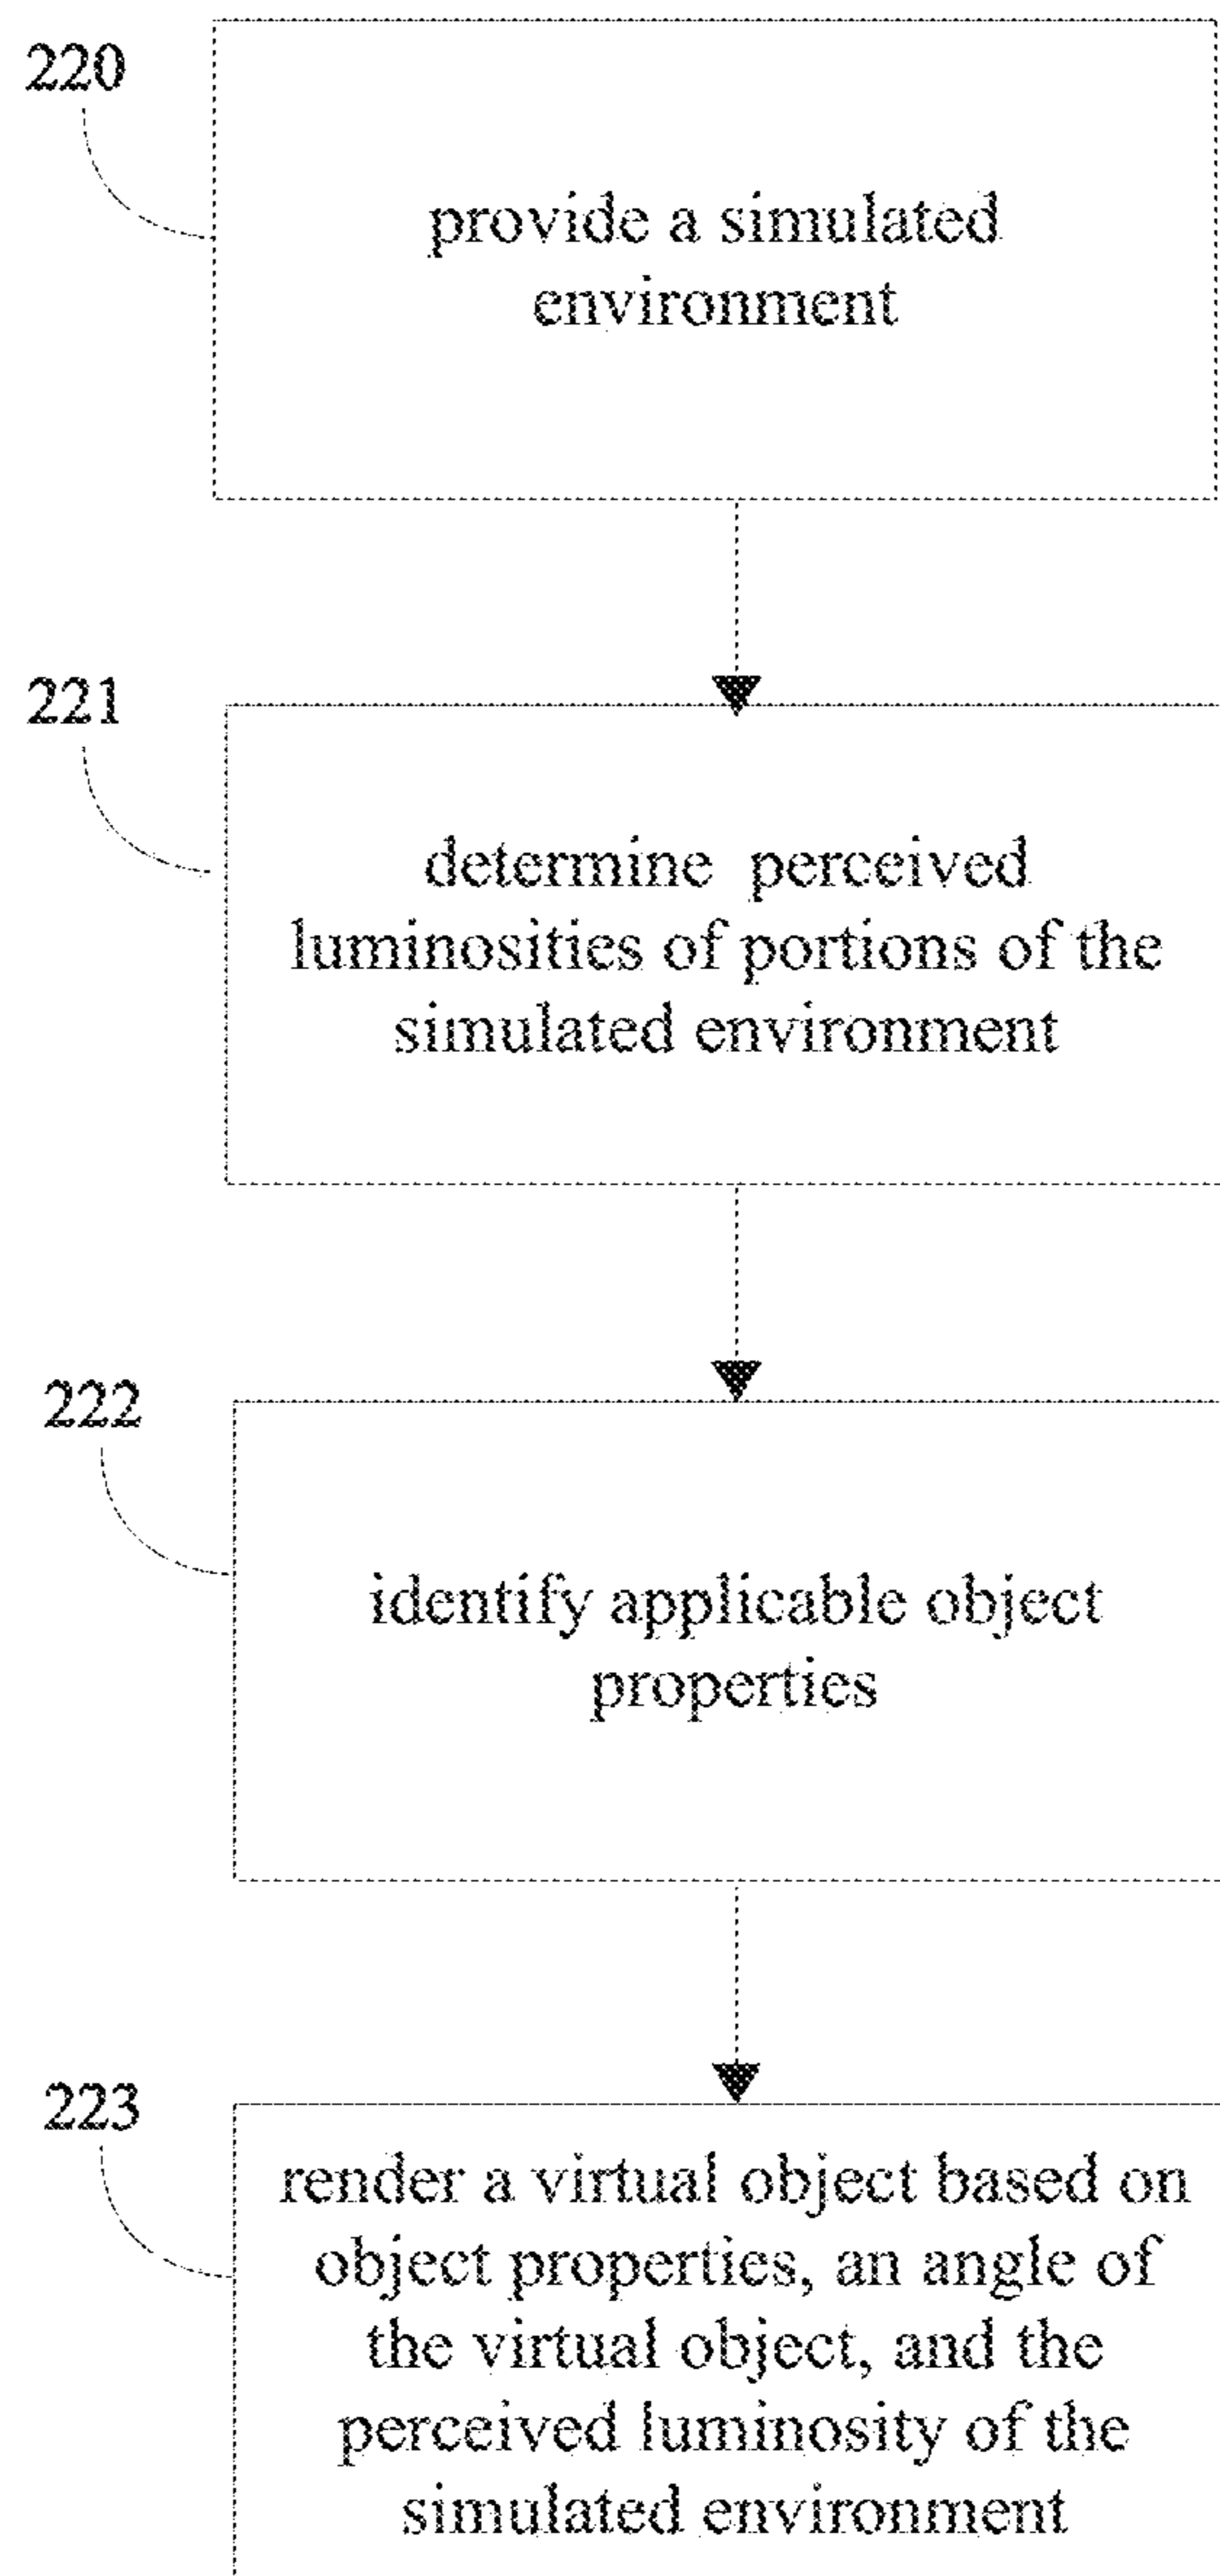 220
provide a simulated
environment
221
determine perceived
luminosities of portions of the
simulated environment
222
identify applicable object
properties
223
render a virtual object based on
object properties, an angle of
the virtual object, and the
perceived luminosity of the
simulated environment